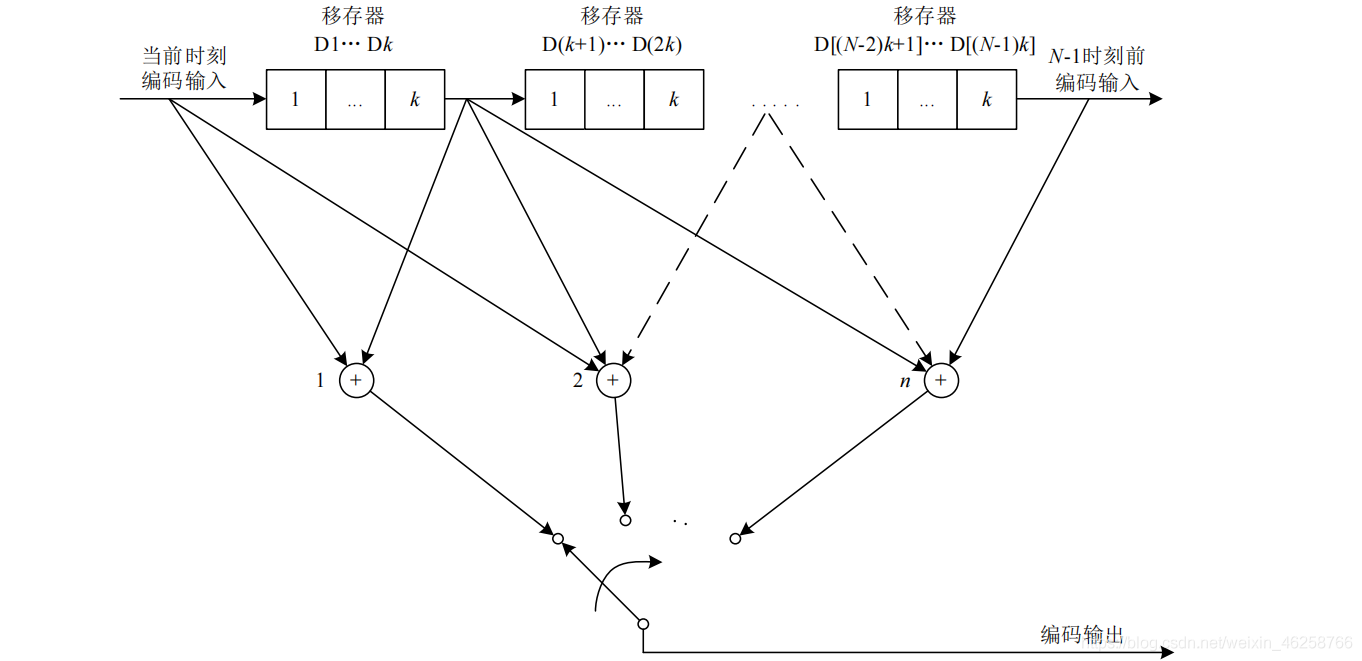 移存器 移存器 移存器
D1··· Dk D(k+1)··· D(2k) D[(N-2)k+1]··· D[(N-1)k]
当前时刻 N-1时刻前
编码输入 编码输入
1 ... k 1 ... k ..... 1 ... k
1 + 2 + n +
..
编码输出
https://blog.csdn.net/weixin_46258766